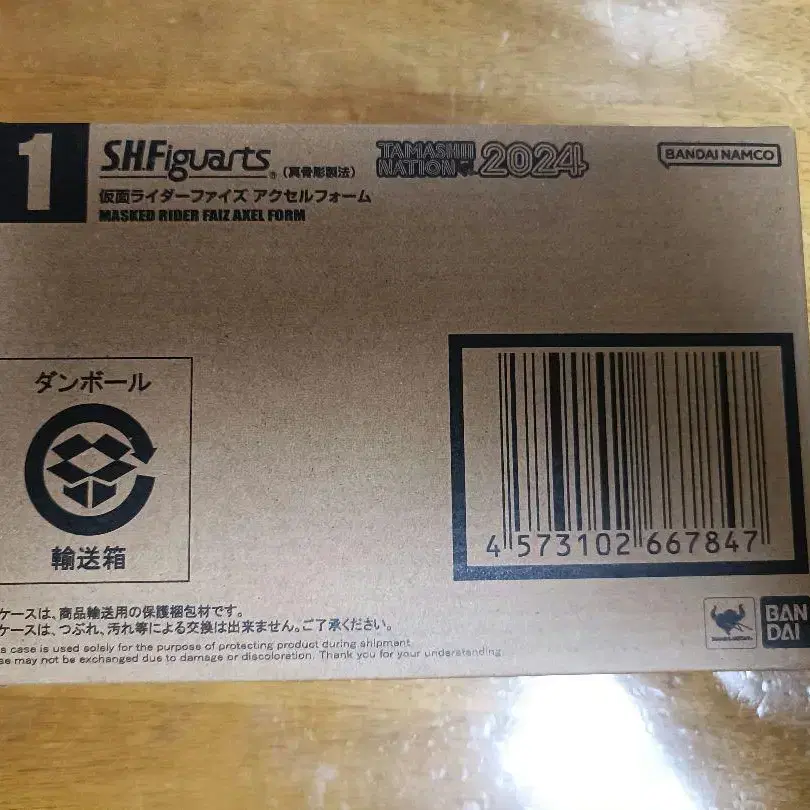 1
S.H.Figuarts® (真骨彫製法)
TAMASHII NATION 2024
BANDAI NAMCO
仮面ライダーファイズ アクセルフォーム
MASKED RIDER FAIZ AXEL FORM
ダンボール
輸送箱
4 573102 667847
ケースは、商品輸送用の保護梱包材です。
ケースは、つぶれ、汚れ等による交換は出来ません。ご了承ください。
case is used solely for the purpose of protecting product during shipment
may not be exchanged due to damage or discoloration. Thank you for your understanding.
BAN
DAI